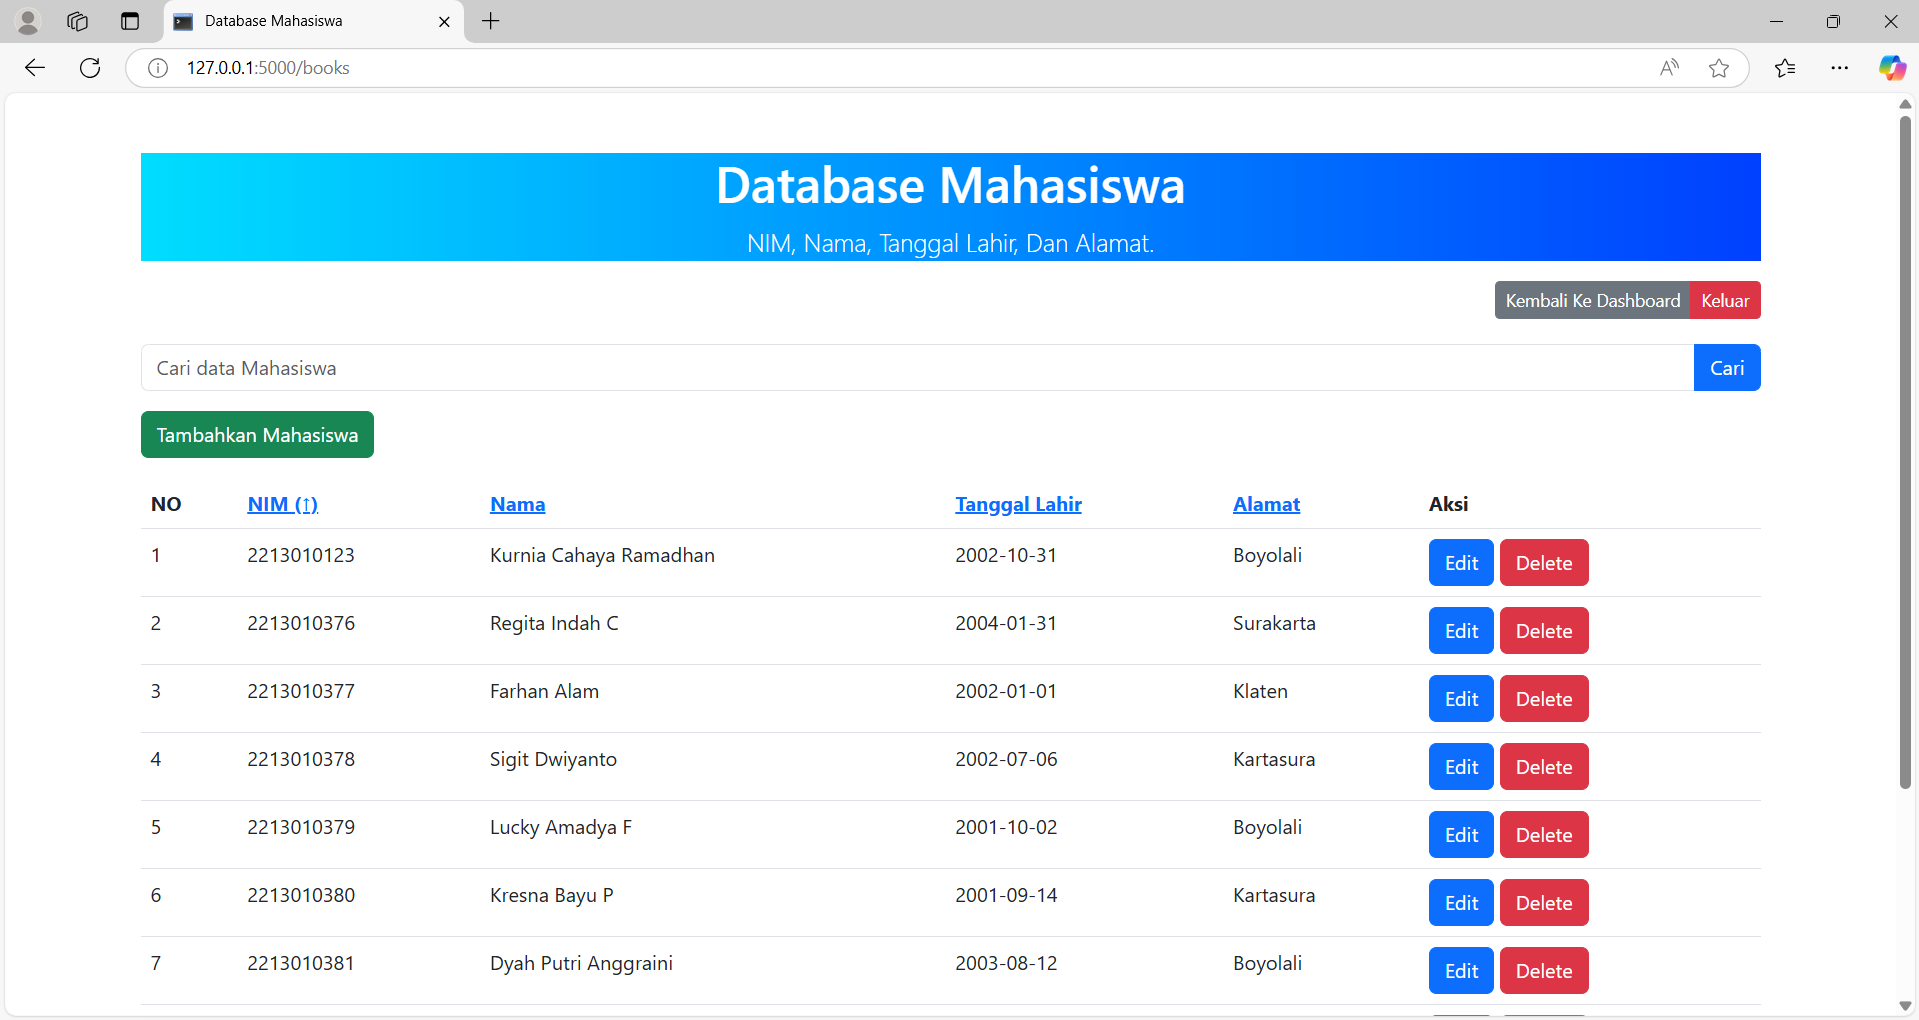 Database Mahasiswa
127.0.0.1:5000/books
Database Mahasiswa
NIM, Nama, Tanggal Lahir, Dan Alamat.
Kembali Ke Dashboard Keluar
Cari data Mahasiswa Cari
Tambahkan Mahasiswa
NO NIM (↑) Nama Tanggal Lahir Alamat Aksi
1 2213010123 Kurnia Cahaya Ramadhan 2002-10-31 Boyolali Edit Delete
2 2213010376 Regita Indah C 2004-01-31 Surakarta Edit Delete
3 2213010377 Farhan Alam 2002-01-01 Klaten Edit Delete
4 2213010378 Sigit Dwiyanto 2002-07-06 Kartasura Edit Delete
5 2213010379 Lucky Amadya F 2001-10-02 Boyolali Edit Delete
6 2213010380 Kresna Bayu P 2001-09-14 Kartasura Edit Delete
7 2213010381 Dyah Putri Anggraini 2003-08-12 Boyolali Edit Delete